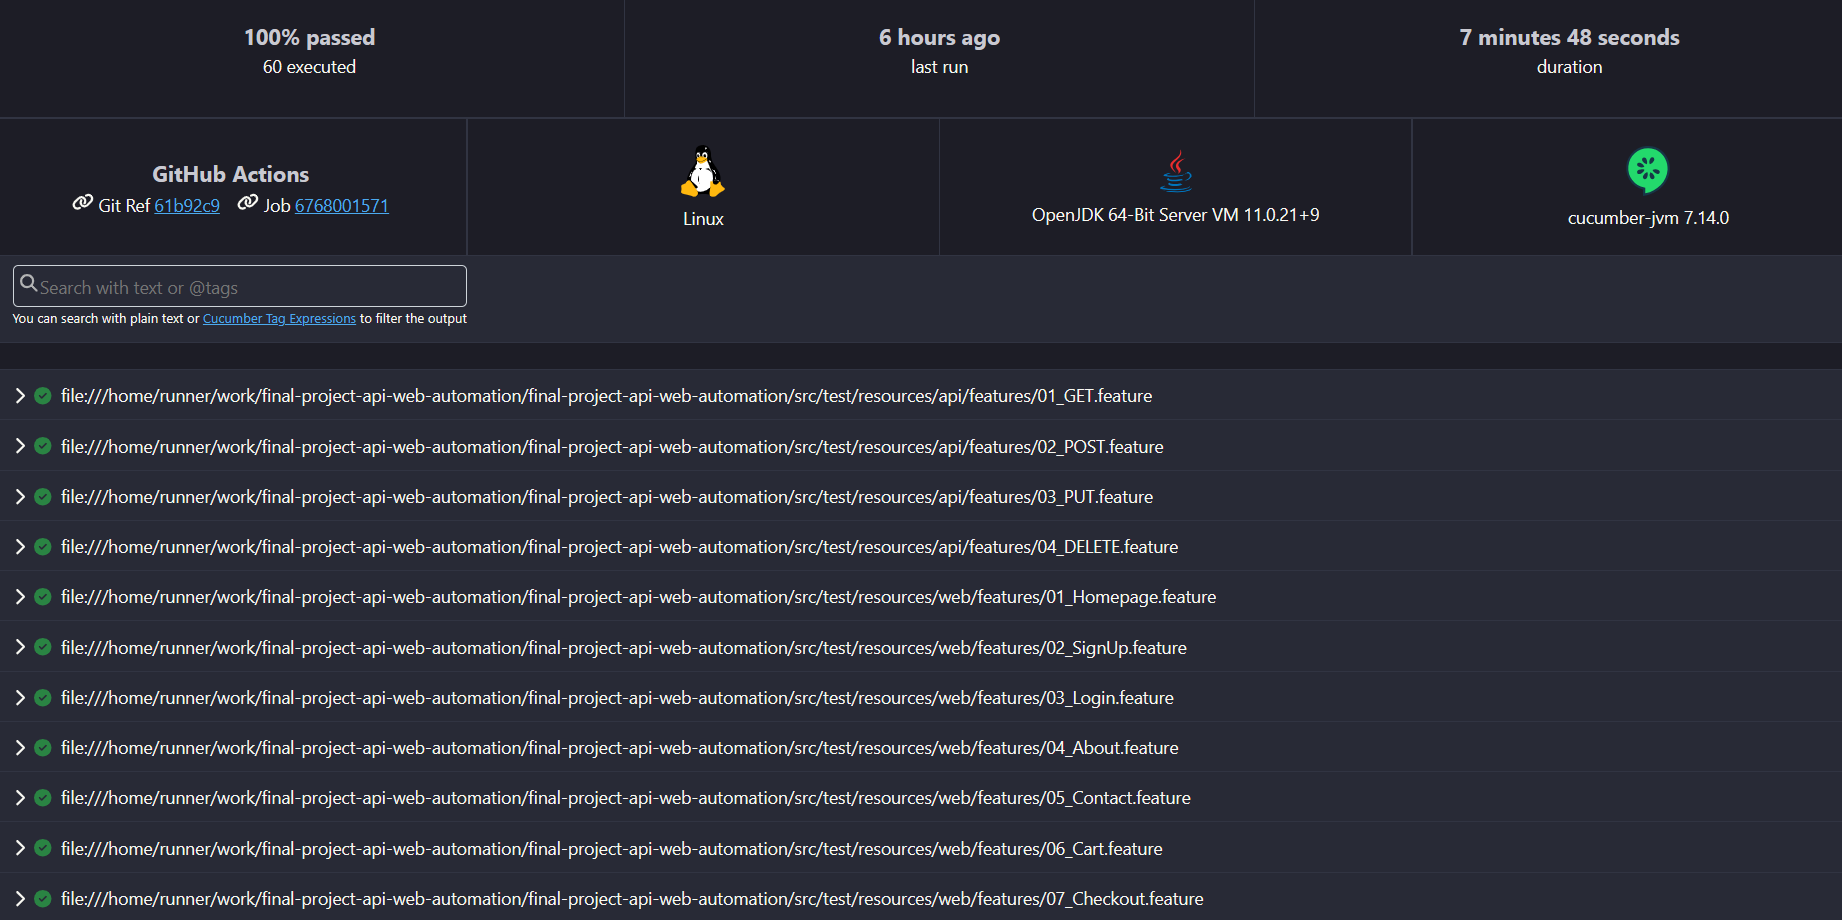 100% passed
60 executed
6 hours ago
last run
7 minutes 48 seconds
duration
GitHub Actions
Git Ref 61b92c9 Job 6768001571
Linux
OpenJDK 64-Bit Server VM 11.0.21+9
cucumber-jvm 7.14.0
Search with text or @tags
You can search with plain text or Cucumber Tag Expressions to filter the output
file:///home/runner/work/final-project-api-web-automation/final-project-api-web-automation/src/test/resources/api/features/01_GET.feature
file:///home/runner/work/final-project-api-web-automation/final-project-api-web-automation/src/test/resources/api/features/02_POST.feature
file:///home/runner/work/final-project-api-web-automation/final-project-api-web-automation/src/test/resources/api/features/03_PUT.feature
file:///home/runner/work/final-project-api-web-automation/final-project-api-web-automation/src/test/resources/api/features/04_DELETE.feature
file:///home/runner/work/final-project-api-web-automation/final-project-api-web-automation/src/test/resources/web/features/01_Homepage.feature
file:///home/runner/work/final-project-api-web-automation/final-project-api-web-automation/src/test/resources/web/features/02_SignUp.feature
file:///home/runner/work/final-project-api-web-automation/final-project-api-web-automation/src/test/resources/web/features/03_Login.feature
file:///home/runner/work/final-project-api-web-automation/final-project-api-web-automation/src/test/resources/web/features/04_About.feature
file:///home/runner/work/final-project-api-web-automation/final-project-api-web-automation/src/test/resources/web/features/05_Contact.feature
file:///home/runner/work/final-project-api-web-automation/final-project-api-web-automation/src/test/resources/web/features/06_Cart.feature
file:///home/runner/work/final-project-api-web-automation/final-project-api-web-automation/src/test/resources/web/features/07_Checkout.feature